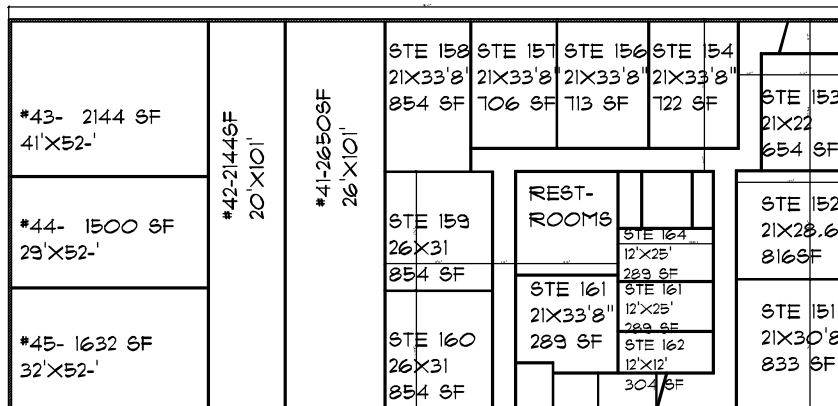 #43- 2144 SF
41'X52-'
#44- 1500 SF
29'X52-'
#45- 1632 SF
32'X52-'
#42-2144SF
20'X101'
#41-2650SF
26'X101'
STE 158
21X33'8'
854 SF
STE 157
21X33'8"
706 SF
STE 156
21X33'8"
713 SF
STE 154
21X33'8"
722 SF
STE 153
21X22
654 SF
STE 159
26X31
854 SF
REST-
ROOMS
STE 164
12'X25'
289 SF
STE 152
21X28.6
816SF
STE 160
26X31
854 SF
STE 161
21X33'8"
289 SF
STE 161
12'X25'
289 SF
STE 162
12'X12'
304 SF
STE 151
21X30'8
833 SF